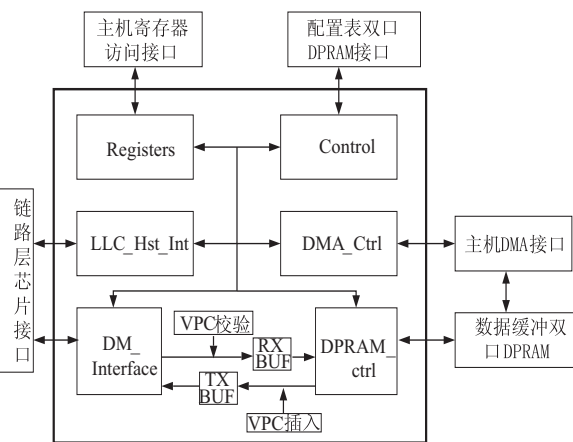 主机寄存器
访问接口
配置表双口
DPRAM接口
Registers
Control
链
路
层
芯
片
接
口
LLC_Hst_Int
DMA_Ctrl
主机DMA接口
VPC校验
DM_
Interface
RX
BUF
TX
BUF
DPRAM_
ctrl
数据缓冲双
口DPRAM
VPC插入